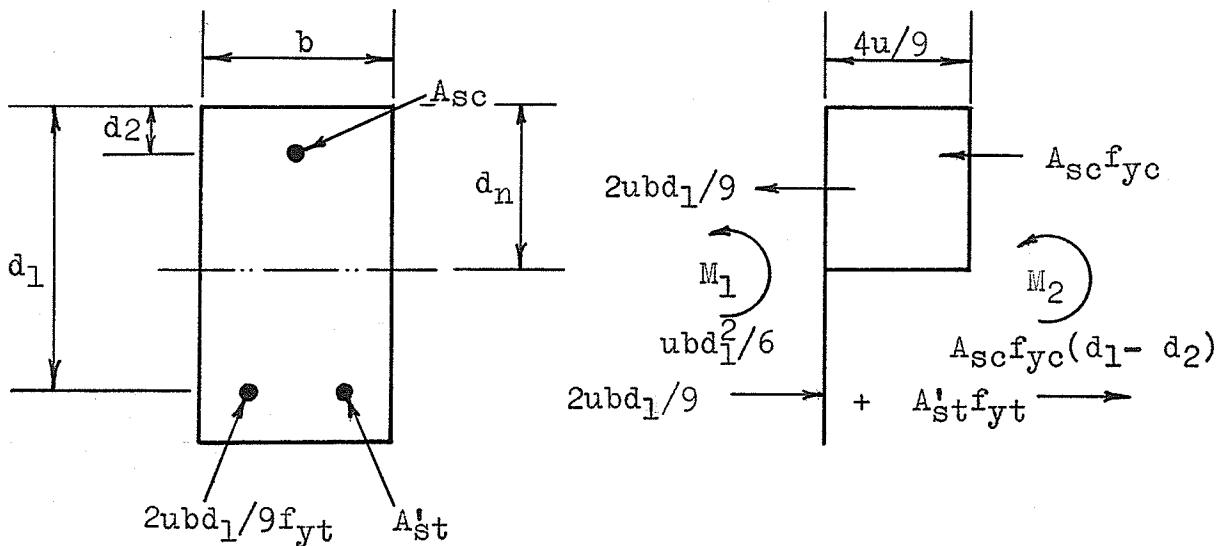 b
A_sc
d2
d_n
d_1
2ubd_1/9f_yt
A'_st
4u/9
A_sc f_yc
2ubd_1/9
M_1
M_2
ubd_1^2/6
A_sc f_yc(d_1- d_2)
2ubd_1/9
+ A'_st f_yt